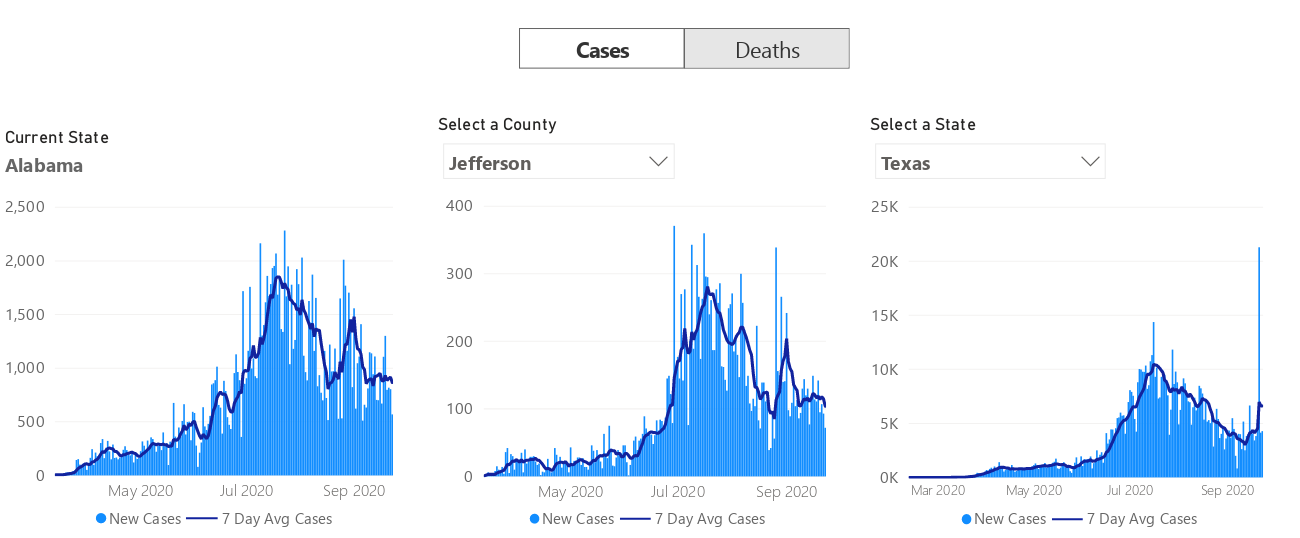 Cases Deaths
Current State
Alabama
2,500
2,000
1,500
1,000
500
0
May 2020 Jul 2020 Sep 2020
New Cases 7 Day Avg Cases
Select a County
Jefferson
400
300
200
100
0
May 2020 Jul 2020 Sep 2020
New Cases 7 Day Avg Cases
Select a State
Texas
25K
20K
15K
10K
5K
0K
Mar 2020 May 2020 Jul 2020 Sep 2020
New Cases 7 Day Avg Cases